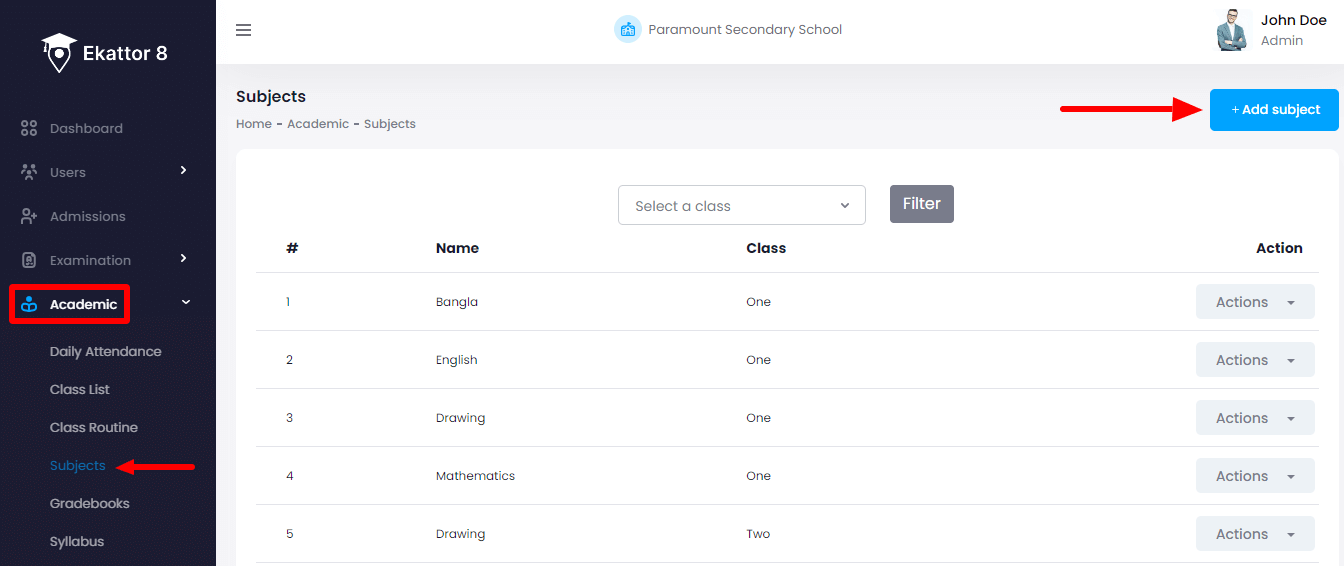 Ekattor 8
Dashboard
Users
Admissions
Examination
Academic
Daily Attendance
Class List
Class Routine
Subjects
Gradebooks
Syllabus
Paramount Secondary School
John Doe
Admin
Subjects
Home - Academic - Subjects
+ Add subject
Select a class
Filter
# Name Class Action
1 Bangla One Actions
2 English One Actions
3 Drawing One Actions
4 Mathematics One Actions
5 Drawing Two Actions